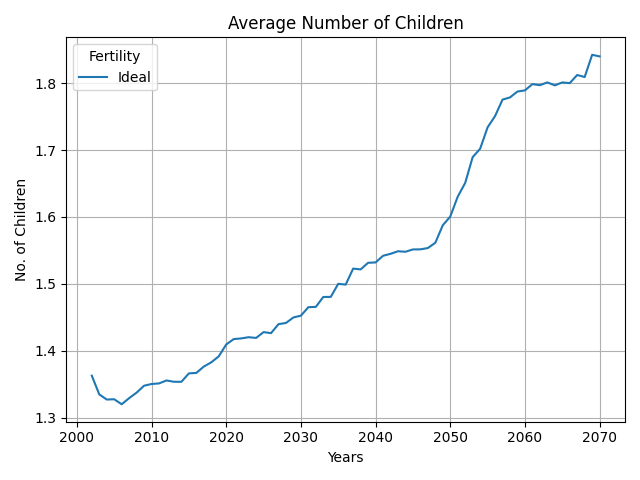 Average Number of Children
Fertility
Ideal
No. of Children
1.8
1.7
1.6
1.5
1.4
1.3
2000 2010 2020 2030 2040 2050 2060 2070
Years